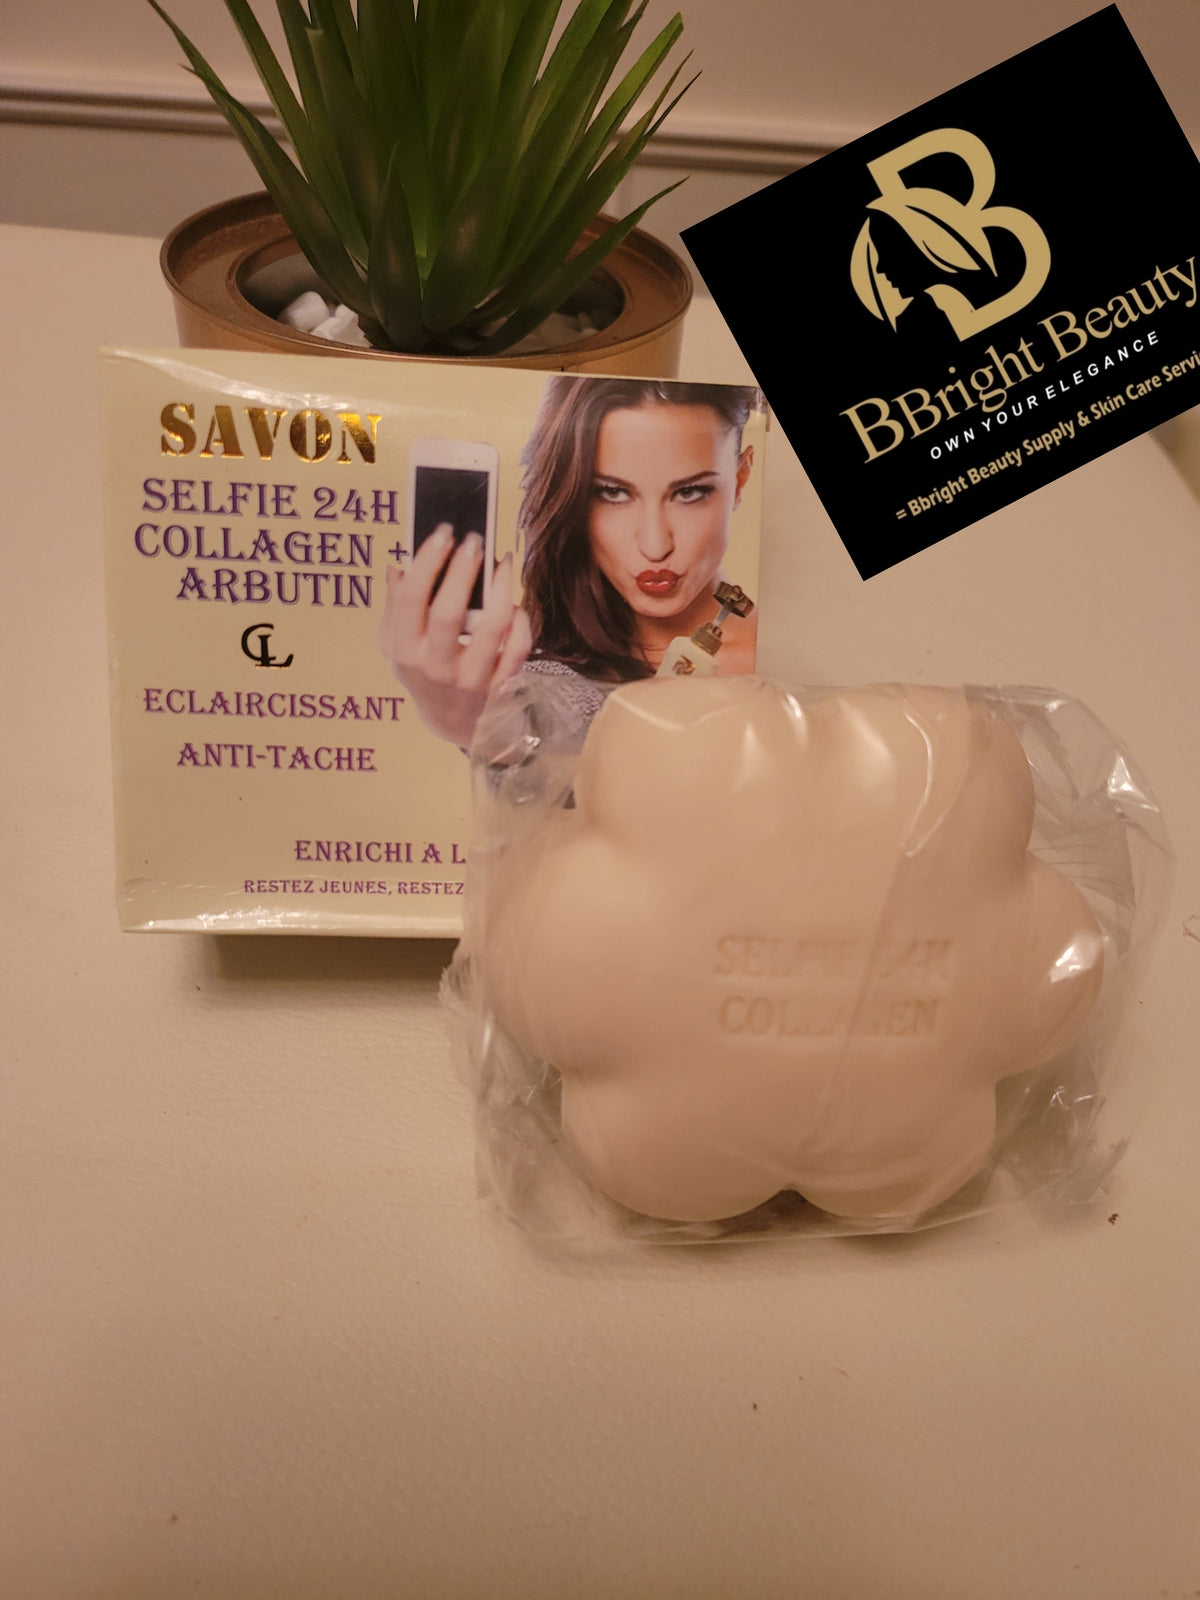 SAVON
SELFIE 24H
COLLAGEN +
ARBUTIN
CL
ECLAIRCISSANT
ANTI-TACHE
ENRICHI A L
RESTEZ JEUNES, RESTEZ
SELFIE 24H
COLLAGEN
B
BBright Beauty
OWN YOUR ELEGANCE
= Bbright Beauty Supply & Skin Care Servi